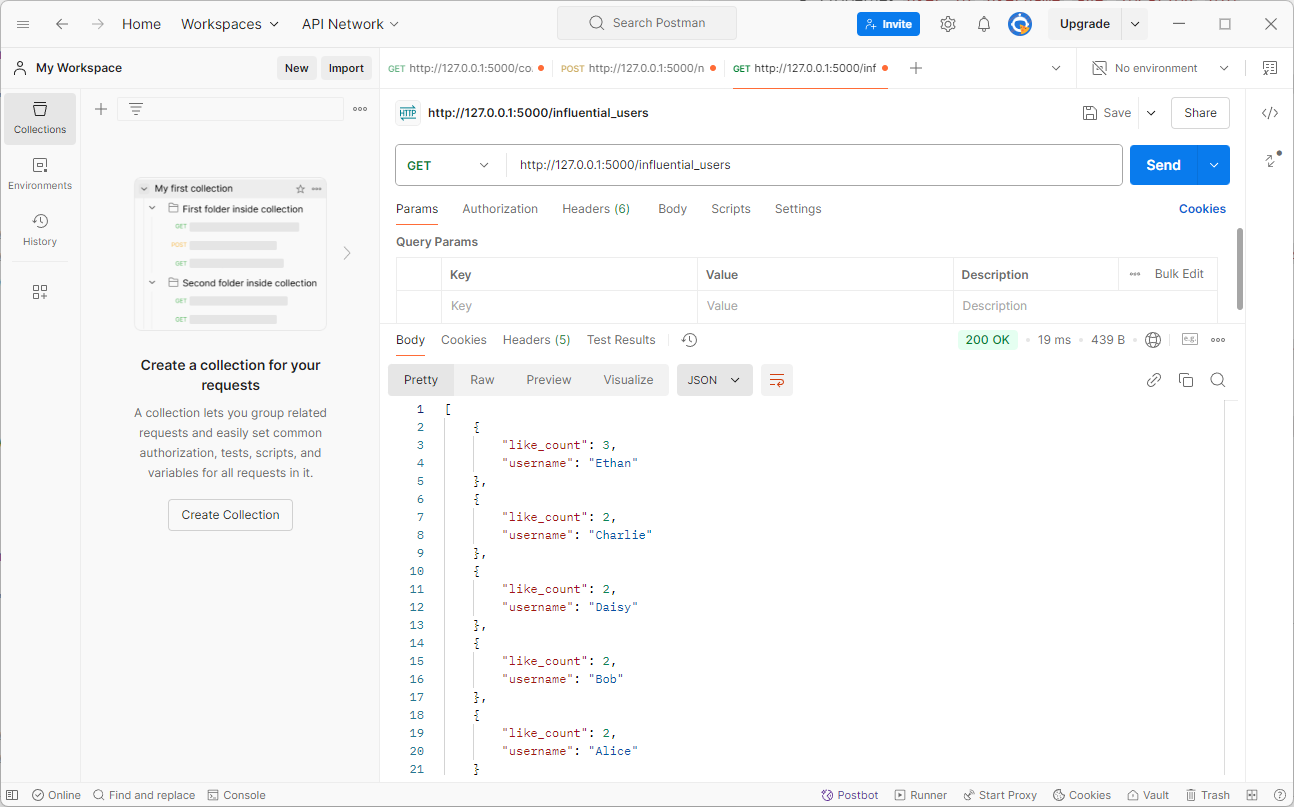 Home Workspaces API Network Search Postman Invite Upgrade
My Workspace New Import GET http://127.0.0.1:5000/co. POST http://127.0.0.1:5000/n GET http://127.0.0.1:5000/inf No environment
Collections
Environments
History
My first collection
First folder inside collection
GET
POST
GET
Second folder inside collection
GET
GET
Create a collection for your
requests
A collection lets you group related
requests and easily set common
authorization, tests, scripts, and
variables for all requests in it.
Create Collection
HTTP http://127.0.0.1:5000/influential_users Save Share
GET http://127.0.0.1:5000/influential_users Send
Params Authorization Headers (6) Body Scripts Settings Cookies
Query Params
Key Value Description Bulk Edit
Key Value Description
Body Cookies Headers (5) Test Results 200 OK 19 ms 439 B e.g.
Pretty Raw Preview Visualize JSON
1 [
2 {
3 "like_count": 3,
4 "username": "Ethan"
5 },
6 {
7 "like_count": 2,
8 "username": "Charlie"
9 },
10 {
11 "like_count": 2,
12 "username": "Daisy"
13 },
14 {
15 "like_count": 2,
16 "username": "Bob"
17 },
18 {
19 "like_count": 2,
20 "username": "Alice"
21 }
Online Find and replace Console Postbot Runner Start Proxy Cookies Vault Trash